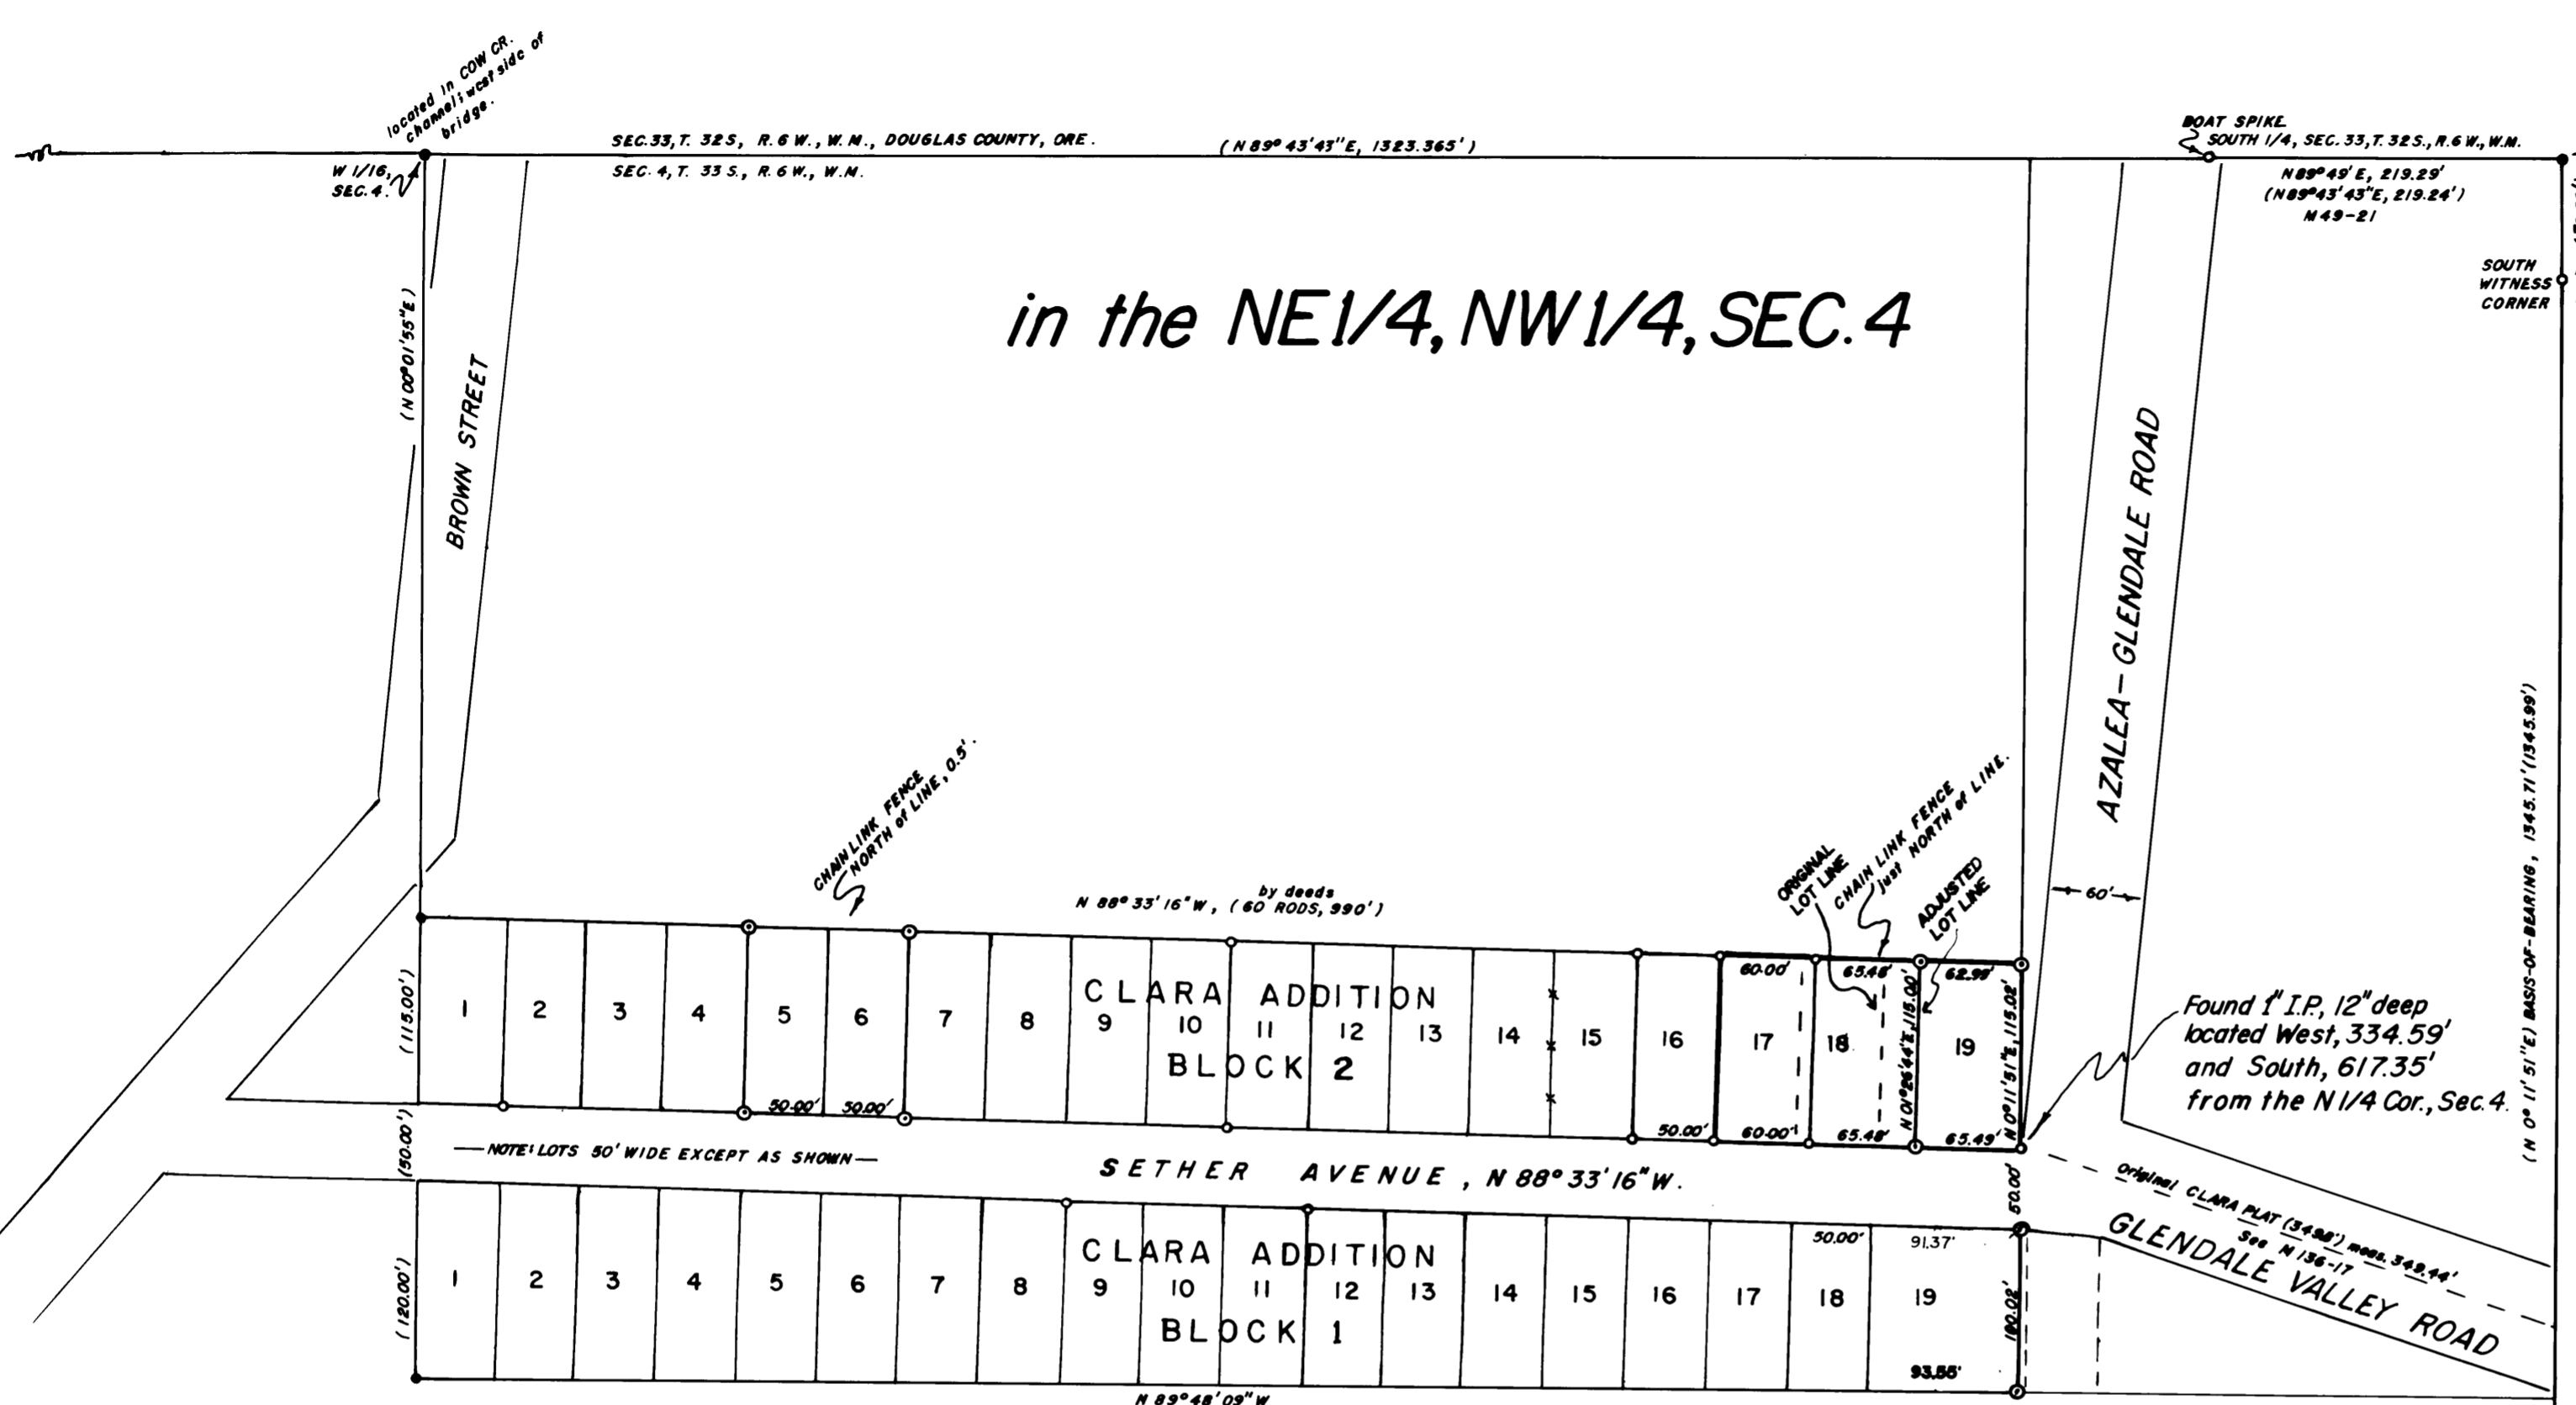 located in COW CR.
channel; west side of
bridge.
SEC. 33, T. 32 S, R. 6 W., W. M., DOUGLAS COUNTY, ORE.
(N 89° 43' 43" E, 1323.365')
BOAT SPIKE
SOUTH 1/4, SEC. 33, T. 32 S., R. 6 W., W.M.
W 1/16,
SEC. 4.
SEC. 4, T. 33 S., R. 6 W., W.M.
N 89° 49' E, 219.29'
(N 89° 43' 43" E, 219.24')
M 49-21
SOUTH
WITNESS
CORNER
in the NE 1/4, NW 1/4, SEC. 4
(N 00° 01' 55" E)
BROWN STREET
AZALEA-GLENDALE ROAD
60'
(N 0° 11' 51" E) BASIS-OF-BEARING, 1345.71' (1345.99')
CHAIN LINK FENCE
NORTH of LINE, 0.5'.
by deeds
N 88° 33' 16" W, (60 RODS, 990')
ORIGINAL
LOT LINE
CHAIN LINK FENCE
just NORTH of LINE.
ADJUSTED
LOT LINE
60.00'
65.48'
62.99'
(115.00')
CLARA ADDITION
1 2 3 4 5 6 7 8 9 10 11 12 13 14 15 16 17 18 19
BLOCK 2
N 01° 26' 44" E, 115.00'
N 0° 11' 51" E, 115.02'
Found 1" I.P., 12" deep
located West, 334.59'
and South, 617.35'
from the N 1/4 Cor., Sec. 4.
50.00' 50.00'
50.00' 60.00' 65.48' 65.49'
(50.00')
NOTE: LOTS 50' WIDE EXCEPT AS SHOWN
SETHER AVENUE, N 88° 33' 16" W.
50.00'
Original CLARA PLAT (349.8') meas. 349.44'
See M 136-17
GLENDALE VALLEY ROAD
50.00' 91.37'
(120.00')
CLARA ADDITION
1 2 3 4 5 6 7 8 9 10 11 12 13 14 15 16 17 18 19
BLOCK 1
93.55'
N 89° 48' 09" W